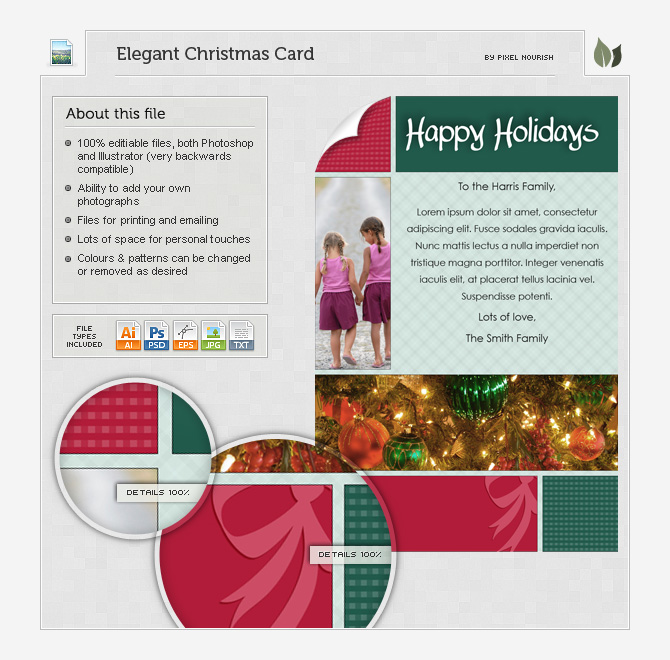 Elegant Christmas Card
BY PIXEL NOURISH
About this file
100% editiable files, both Photoshop
and Illustrator (very backwards
compatible)
Ability to add your own
photographs
Files for printing and emailing
Lots of space for personal touches
Colours & patterns can be changed
or removed as desired
FILE
TYPES
INCLUDED
Ai
AI
Ps
PSD
EPS
JPG
TXT
Happy Holidays
To the Harris Family,
Lorem ipsum dolor sit amet, consectetur
adipiscing elit. Fusce sodales gravida iaculis.
Nunc mattis lectus a nulla imperdiet non
tristique magna porttitor. Integer venenatis
iaculis elit, at placerat tellus lacinia vel.
Suspendisse potenti.
Lots of love,
The Smith Family
DETAILS 100%
DETAILS 100%